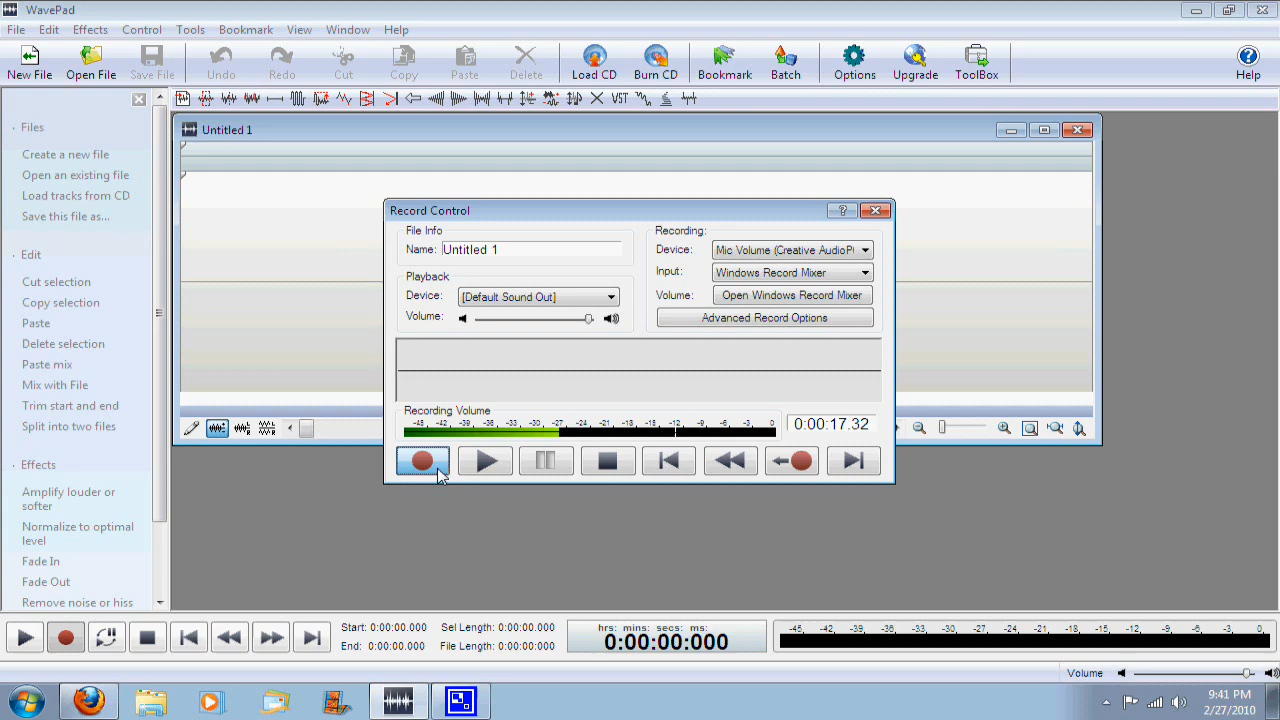 WavePad
File Edit Effects Control Tools Bookmark View Window Help
New File Open File Save File Undo Redo Cut Copy Paste Delete Load CD Burn CD Bookmark Batch Options Upgrade ToolBox Help
VST
Files
Create a new file
Open an existing file
Load tracks from CD
Save this file as...
Edit
Cut selection
Copy selection
Paste
Delete selection
Paste mix
Mix with File
Trim start and end
Split into two files
Effects
Amplify louder or
softer
Normalize to optimal
level
Fade In
Fade Out
Remove noise or hiss
Untitled 1
Record Control
File Info
Name: Untitled 1
Playback
Device: [Default Sound Out]
Volume:
Recording:
Device: Mic Volume (Creative AudioP
Input: Windows Record Mixer
Volume: Open Windows Record Mixer
Advanced Record Options
Recording Volume
-45 -42 -39 -36 -33 -30 -27 -24 -21 -18 -15 -12 -9 -6 -3 0
0:00:17.32
Start: 0:00:00.000 Sel Length: 0:00:00.000
End: 0:00:00.000 File Length: 0:00:00.000
hrs: mins: secs: ms:
0:00:00:000
-45 -42 -39 -36 -33 -30 -27 -24 -21 -18 -15 -12 -9 -6 -3 0
Volume
9:41 PM
2/27/2010